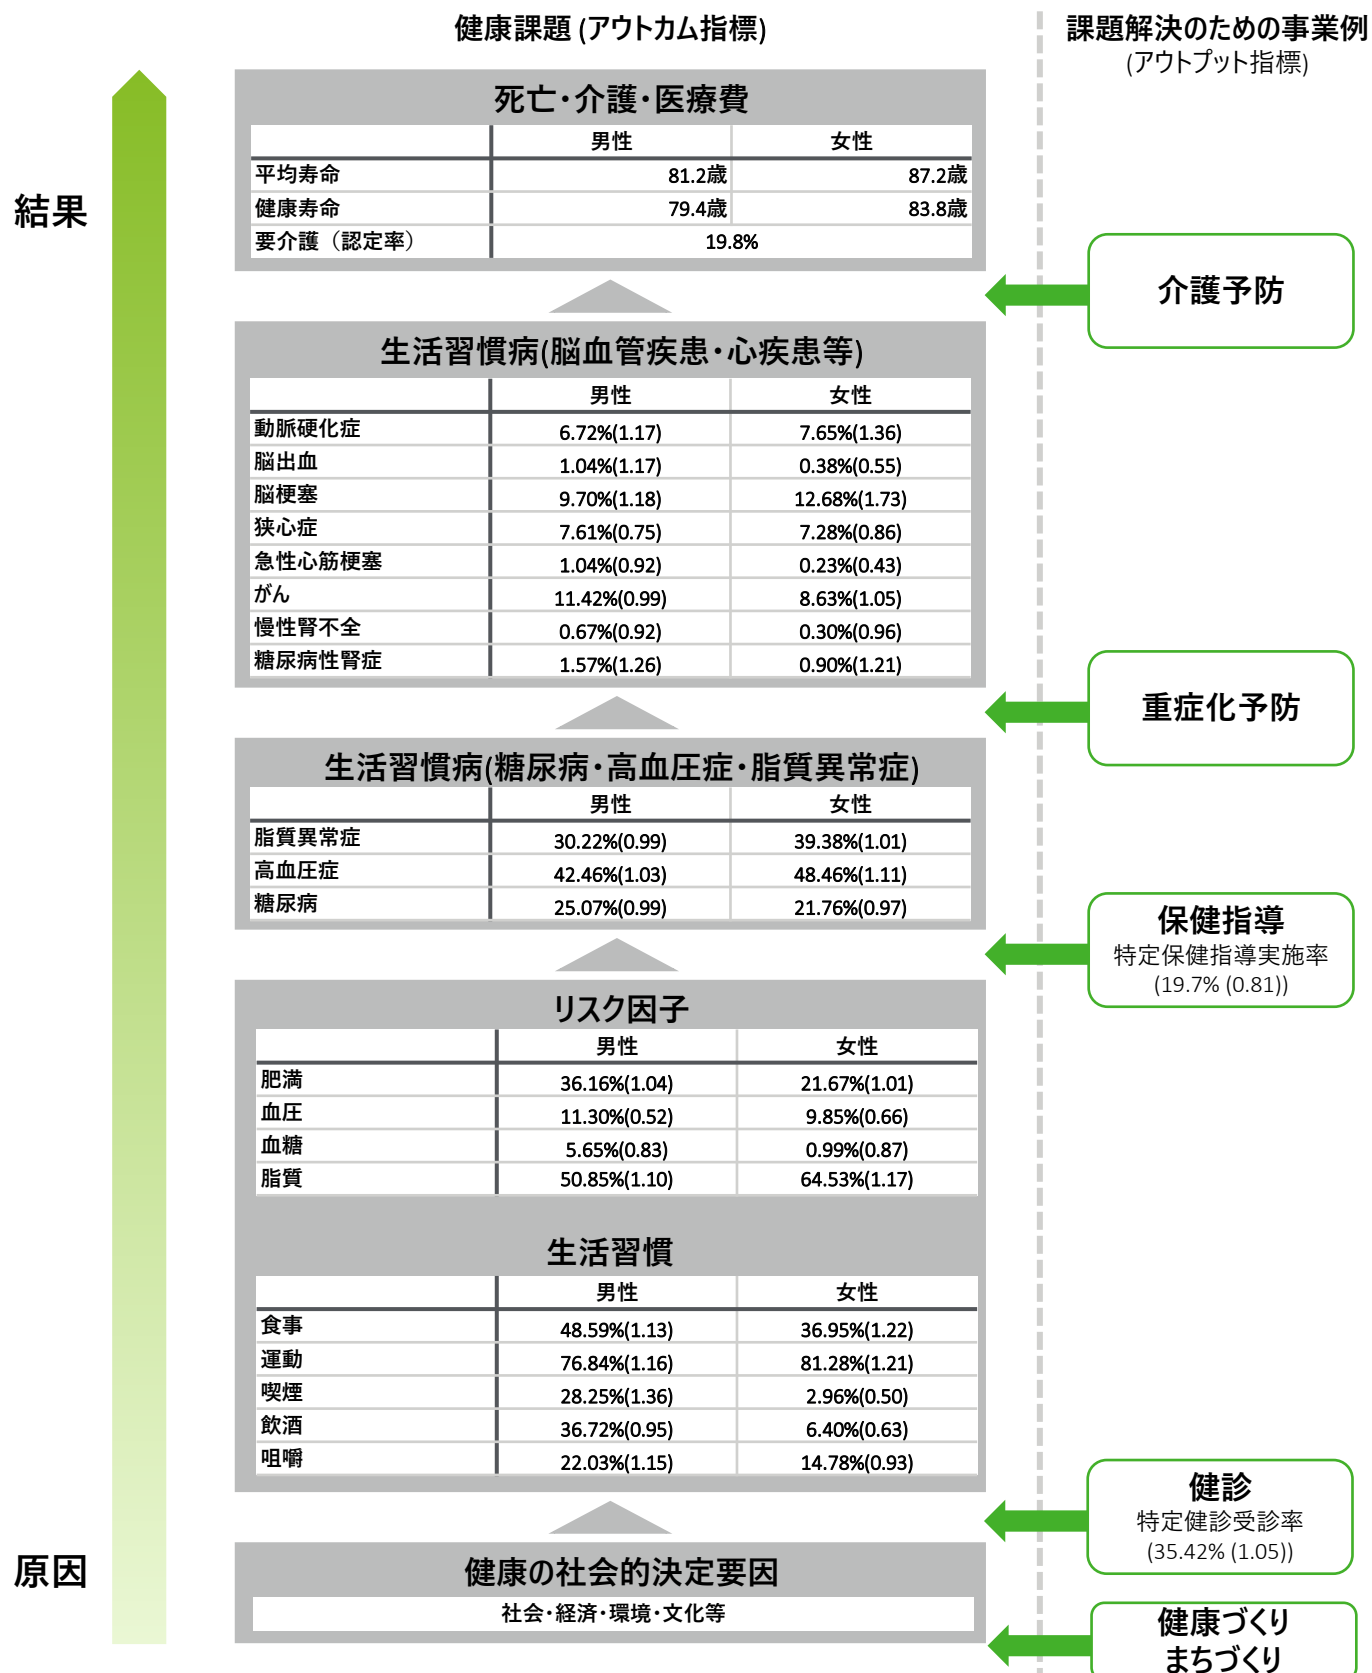 健康課題 (アウトカム指標)
課題解決のための事業例
(アウトプット指標)
結果
死亡・介護・医療費
男性 女性
平均寿命 81.2歳 87.2歳
健康寿命 79.4歳 83.8歳
要介護（認定率） 19.8%
介護予防
生活習慣病(脳血管疾患・心疾患等)
男性 女性
動脈硬化症 6.72%(1.17) 7.65%(1.36)
脳出血 1.04%(1.17) 0.38%(0.55)
脳梗塞 9.70%(1.18) 12.68%(1.73)
狭心症 7.61%(0.75) 7.28%(0.86)
急性心筋梗塞 1.04%(0.92) 0.23%(0.43)
がん 11.42%(0.99) 8.63%(1.05)
慢性腎不全 0.67%(0.92) 0.30%(0.96)
糖尿病性腎症 1.57%(1.26) 0.90%(1.21)
重症化予防
生活習慣病(糖尿病・高血圧症・脂質異常症)
男性 女性
脂質異常症 30.22%(0.99) 39.38%(1.01)
高血圧症 42.46%(1.03) 48.46%(1.11)
糖尿病 25.07%(0.99) 21.76%(0.97)
保健指導
特定保健指導実施率
(19.7% (0.81))
リスク因子
男性 女性
肥満 36.16%(1.04) 21.67%(1.01)
血圧 11.30%(0.52) 9.85%(0.66)
血糖 5.65%(0.83) 0.99%(0.87)
脂質 50.85%(1.10) 64.53%(1.17)
生活習慣
男性 女性
食事 48.59%(1.13) 36.95%(1.22)
運動 76.84%(1.16) 81.28%(1.21)
喫煙 28.25%(1.36) 2.96%(0.50)
飲酒 36.72%(0.95) 6.40%(0.63)
咀嚼 22.03%(1.15) 14.78%(0.93)
健診
特定健診受診率
(35.42% (1.05))
原因
健康の社会的決定要因
社会・経済・環境・文化等
健康づくり
まちづくり